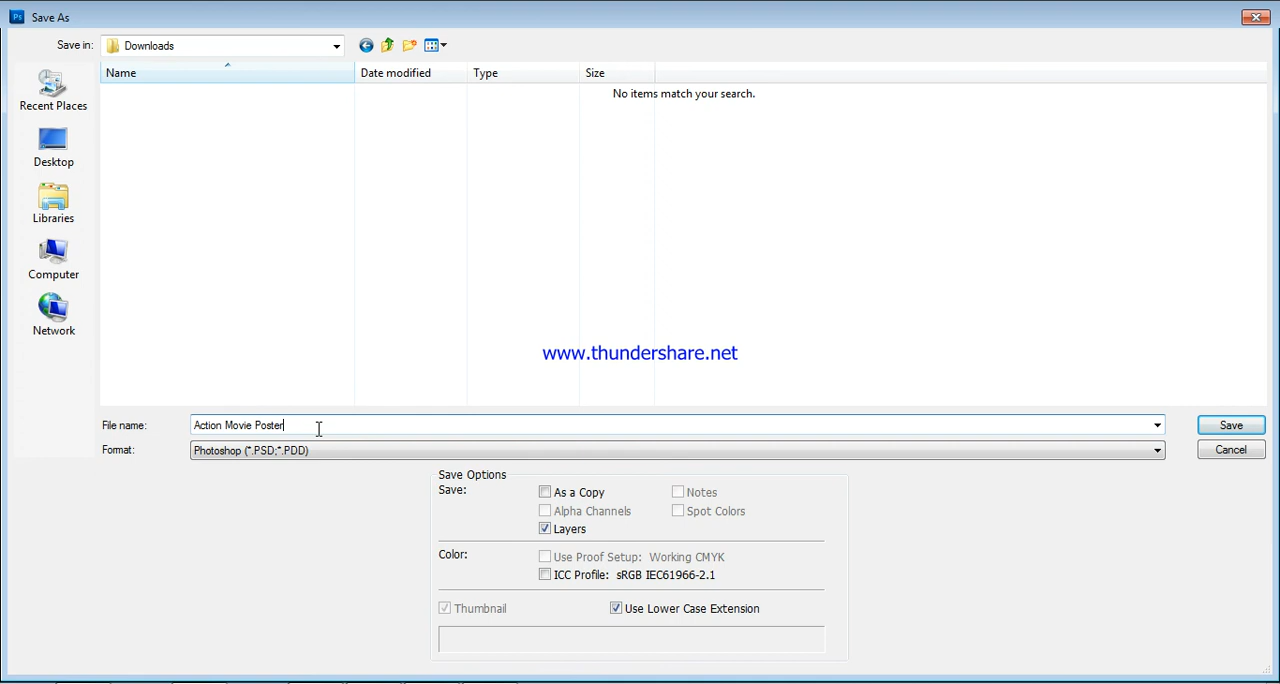 Ps Save As
Save in: Downloads
Name Date modified Type Size
No items match your search.
Recent Places
Desktop
Libraries
Computer
Network
www.thundershare.net
File name: Action Movie Poster Save
Format: Photoshop (*.PSD;*.PDD) Cancel
Save Options
Save:
As a Copy Notes
Alpha Channels Spot Colors
Layers
Color:
Use Proof Setup: Working CMYK
ICC Profile: sRGB IEC61966-2.1
Thumbnail Use Lower Case Extension